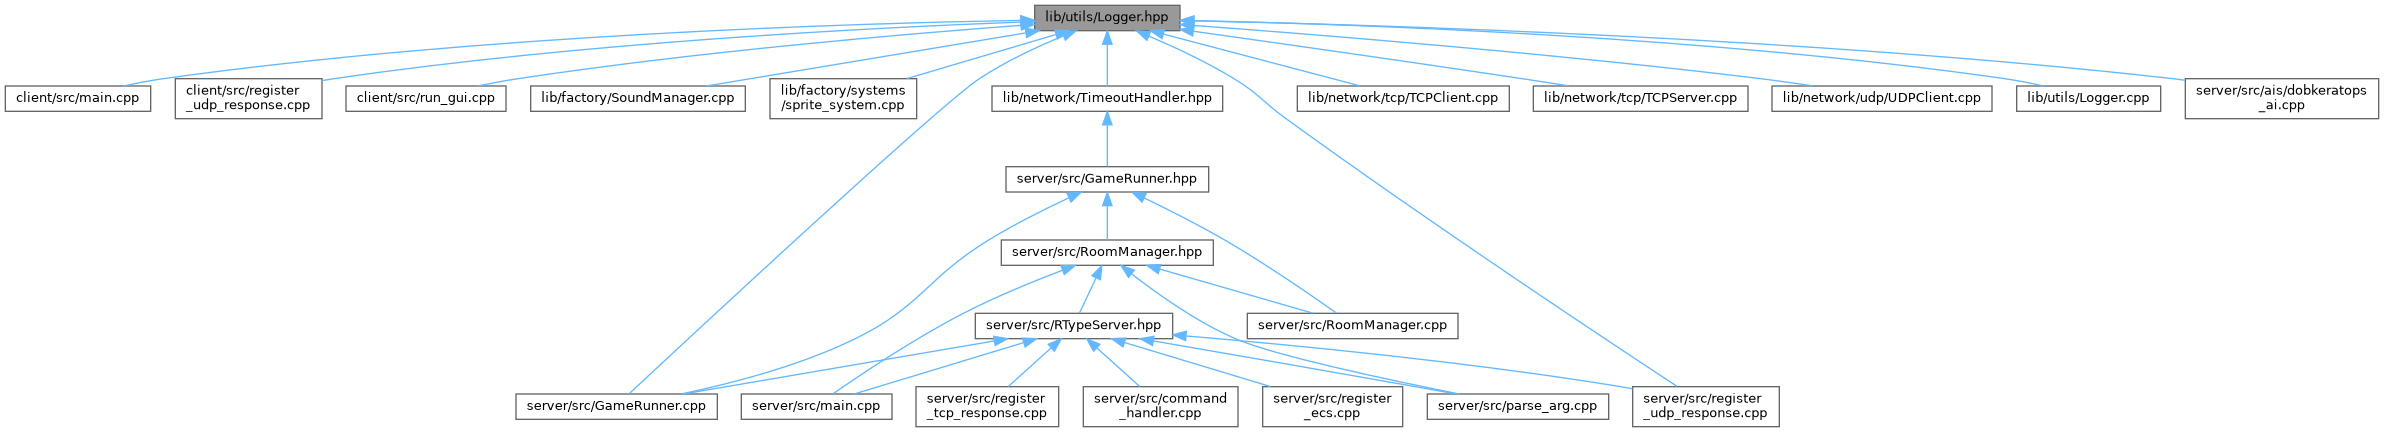 lib/utils/Logger.hpp
client/src/main.cpp
client/src/register
_udp_response.cpp
client/src/run_gui.cpp
lib/factory/SoundManager.cpp
lib/factory/systems
/sprite_system.cpp
lib/network/TimeoutHandler.hpp
lib/network/tcp/TCPClient.cpp
lib/network/tcp/TCPServer.cpp
lib/network/udp/UDPClient.cpp
lib/utils/Logger.cpp
server/src/ais/dobkeratops
_ai.cpp
server/src/GameRunner.hpp
server/src/RoomManager.hpp
server/src/RTypeServer.hpp
server/src/RoomManager.cpp
server/src/GameRunner.cpp
server/src/main.cpp
server/src/register
_tcp_response.cpp
server/src/command
_handler.cpp
server/src/register
_ecs.cpp
server/src/parse_arg.cpp
server/src/register
_udp_response.cpp